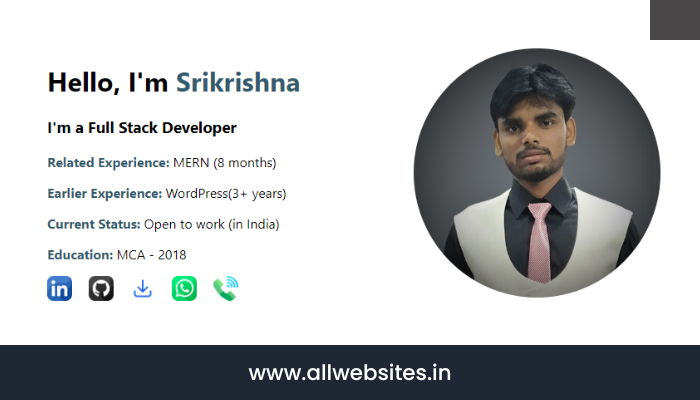 Hello, I'm Srikrishna
I'm a Full Stack Developer
Related Experience: MERN (8 months)
Earlier Experience: WordPress(3+ years)
Current Status: Open to work (in India)
Education: MCA - 2018
in
www.allwebsites.in